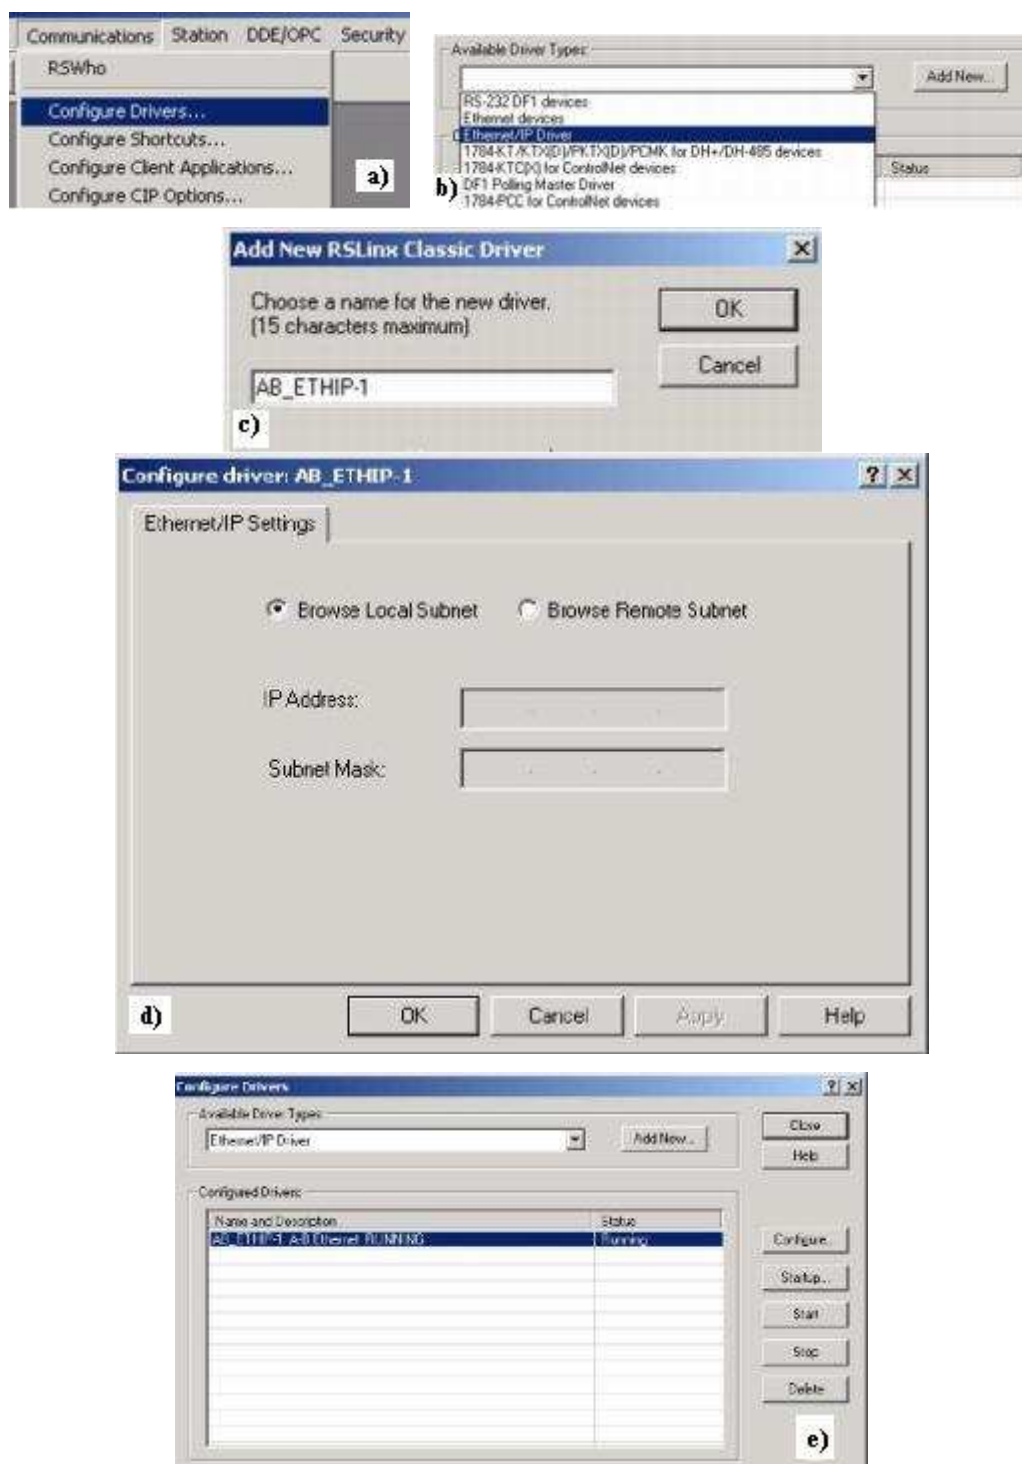 Communications Station DDE/OPC Security
RSWho
Configure Drivers...
Configure Shortcuts...
Configure Client Applications...
Configure CIP Options...
a)
Available Driver Types:
Add New...
RS-232 DF1 devices
Ethernet devices
Ethernet/IP Driver
1784-KT/KTX(D)/PKTX(D)/PCMK for DH+/DH-485 devices
1784-KTC(X) for ControlNet devices
DF1 Polling Master Driver
1784-PCC for ControlNet devices
Status
b)
Add New RSLinx Classic Driver
Choose a name for the new driver.
(15 characters maximum)
OK
Cancel
AB_ETHIP-1
c)
Configure driver: AB_ETHIP-1
Ethernet/IP Settings
Browse Local Subnet Browse Remote Subnet
IP Address:
Subnet Mask:
d)
OK Cancel Apply Help
Configure Drivers
Available Driver Types:
Ethernet/IP Driver
Add New...
Close
Help
Configured Drivers:
Name and Description Status
AB_ETHIP-1 A-B Ethernet RUNNING Running
Configure...
Startup...
Start
Stop
Delete
e)